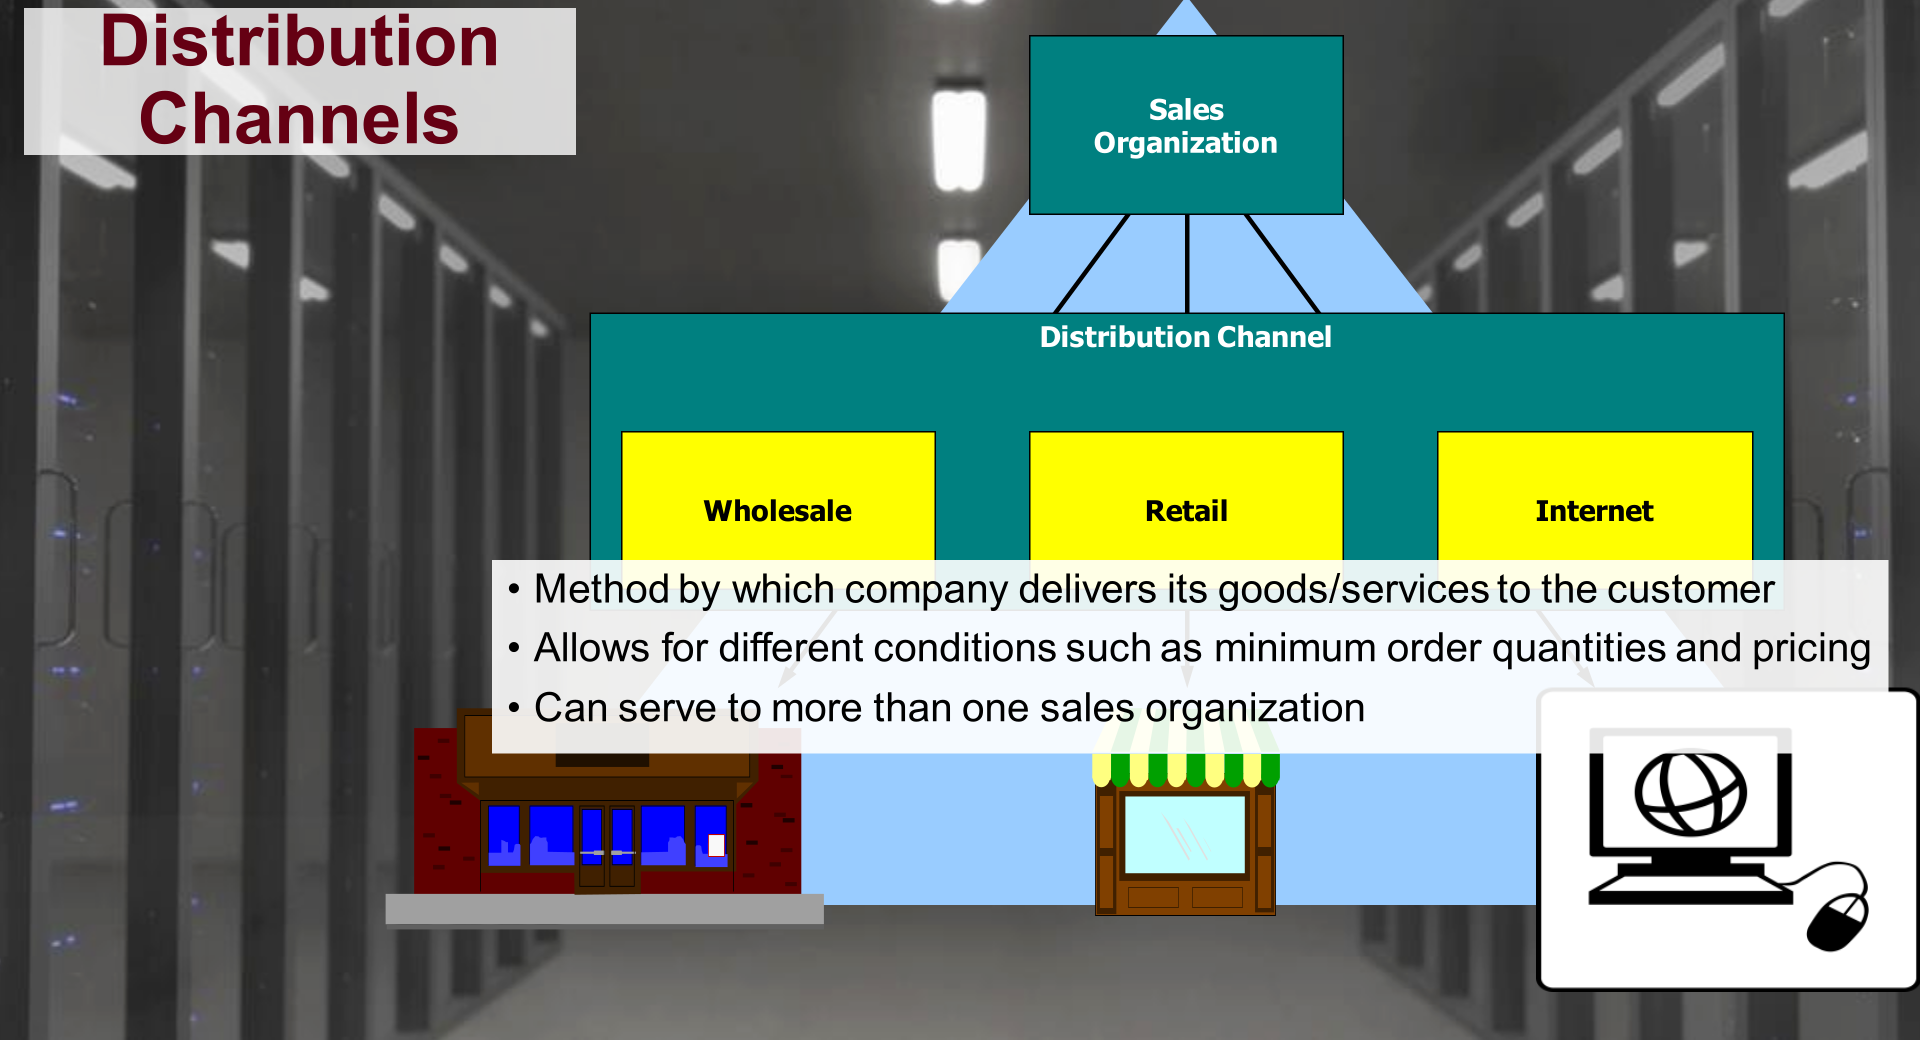 Distribution
Channels
Sales
Organization
Distribution Channel
Wholesale
Retail
Internet
• Method by which company delivers its goods/services to the customer
• Allows for different conditions such as minimum order quantities and pricing
• Can serve to more than one sales organization